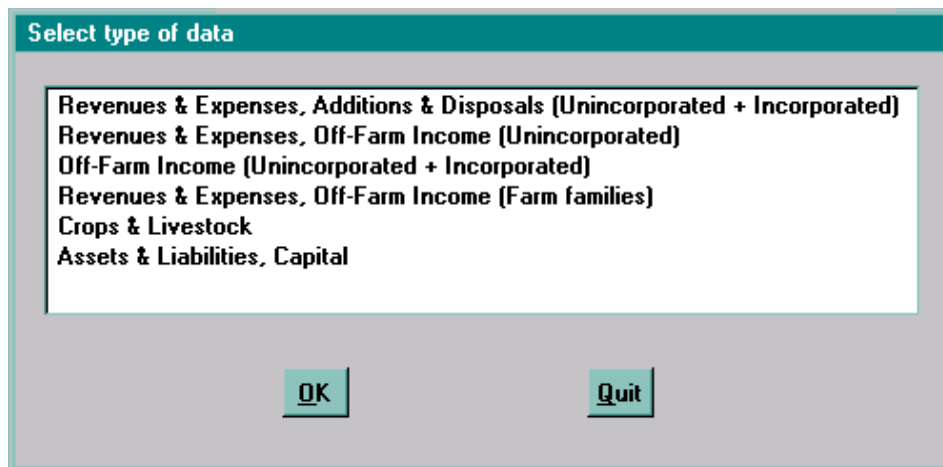 Select type of data
Revenues & Expenses, Additions & Disposals (Unincorporated + Incorporated)
Revenues & Expenses, Off-Farm Income (Unincorporated)
Off-Farm Income (Unincorporated + Incorporated)
Revenues & Expenses, Off-Farm Income (Farm families)
Crops & Livestock
Assets & Liabilities, Capital
OK
Quit